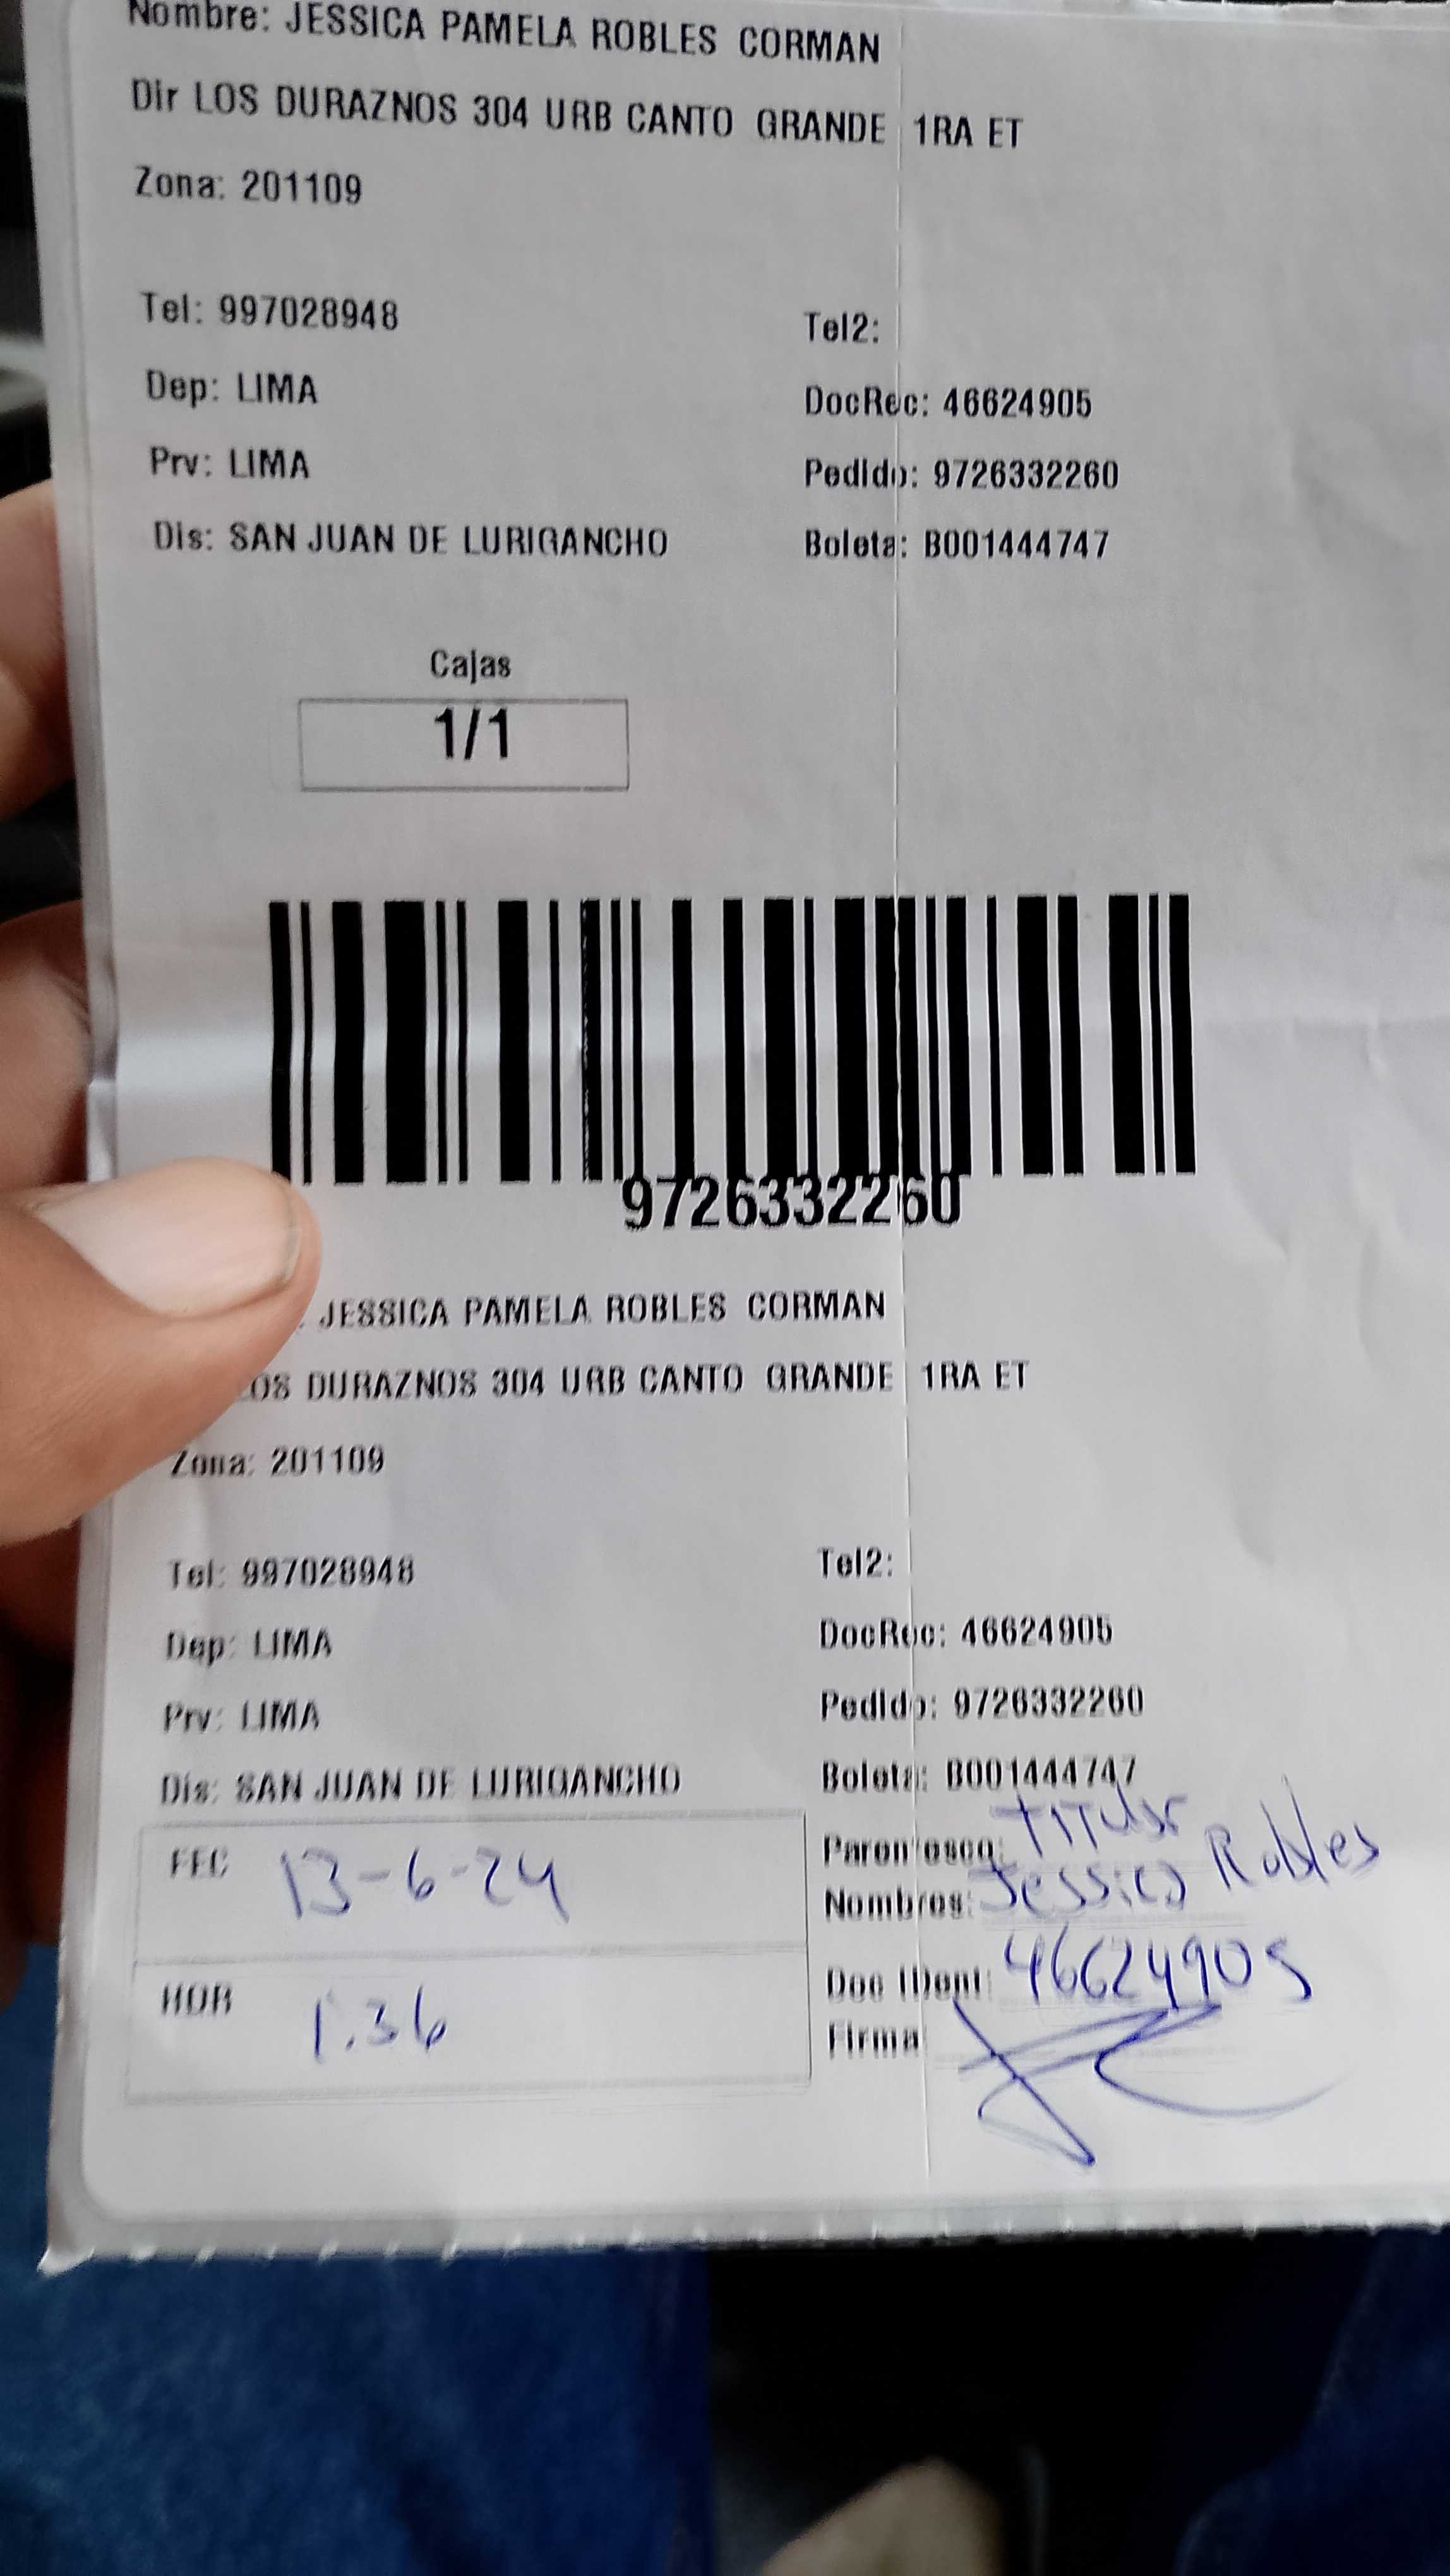 Nombre: JESSICA PAMELA ROBLES CORMAN
Dir LOS DURAZNOS 304 URB CANTO GRANDE 1RA ET
Zona: 201109
Tel: 997028948 Tel2:
Dep: LIMA DocRec: 46624905
Prv: LIMA Pedido: 9726332260
Dis: SAN JUAN DE LURIGANCHO Boleta: B001444747
Cajas
1/1
9726332260
JESSICA PAMELA ROBLES CORMAN
LOS DURAZNOS 304 URB CANTO GRANDE 1RA ET
Zona: 201109
Tel: 997028948 Tel2:
Dep: LIMA DocRec: 46624905
Prv: LIMA Pedido: 9726332260
Dis: SAN JUAN DE LURIGANCHO Boleta: B001444747
FEC 13-6-24
Parentesco: Titular
Nombres: Jessica Robles
HOR 1.36
Doc Ident: 46624905
Firma